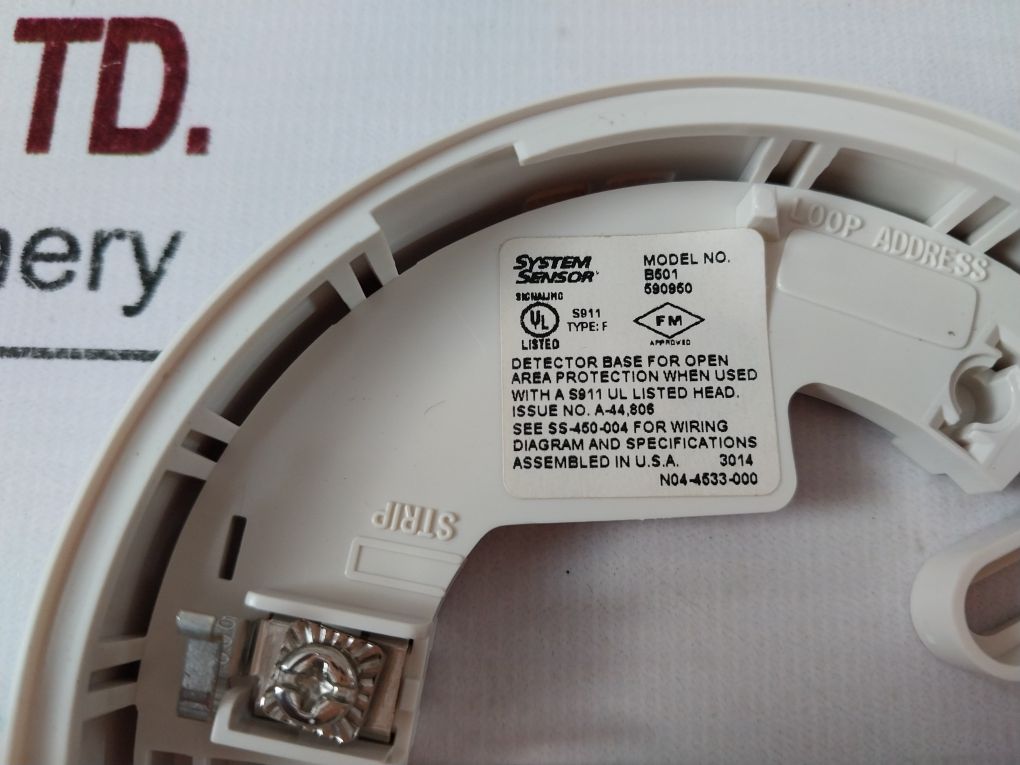 TD.
nery
LOOP ADDRESS
SYSTEM SENSOR
MODEL NO.
B501
590950
SIGNALING
UL
LISTED
S911
TYPE: F
FM
APPROVED
DETECTOR BASE FOR OPEN
AREA PROTECTION WHEN USED
WITH A S911 UL LISTED HEAD.
ISSUE NO. A-44,806
SEE SS-450-004 FOR WIRING
DIAGRAM AND SPECIFICATIONS
ASSEMBLED IN U.S.A. 3014
N04-4533-000
STRIP